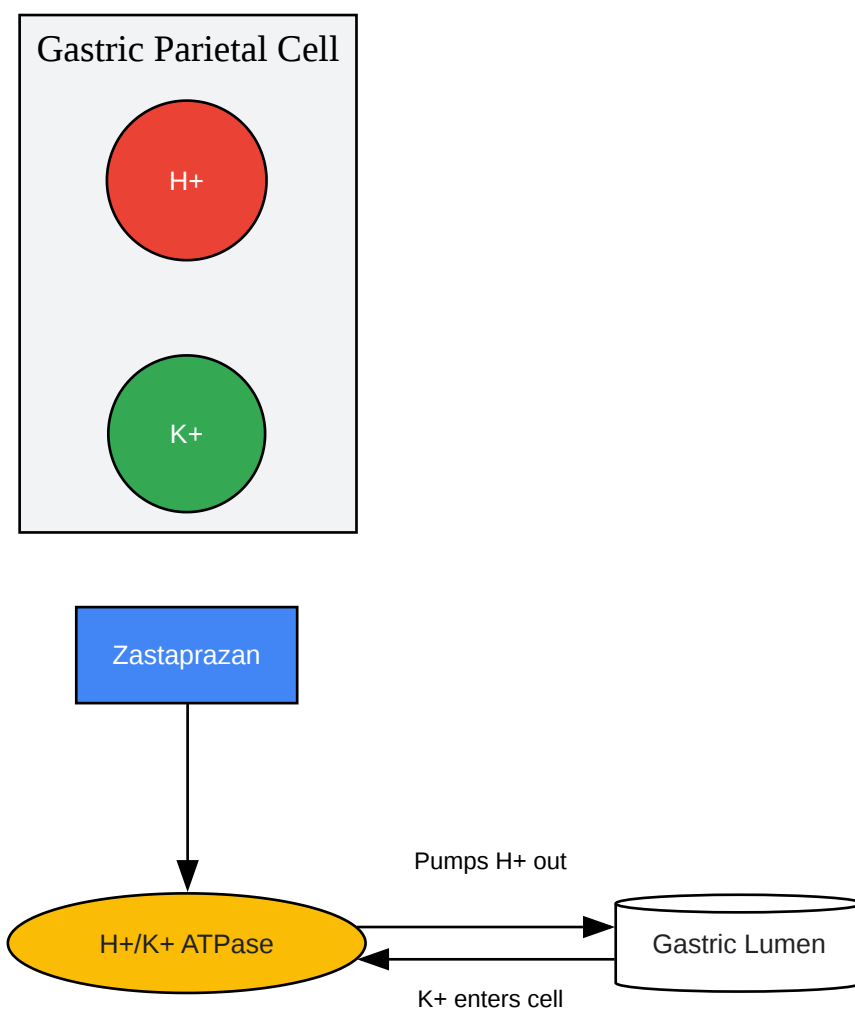 Gastric Parietal Cell
H+
K+
Zastaprazan
Pumps H+ out
H+/K+ ATPase
Gastric Lumen
K+ enters cell